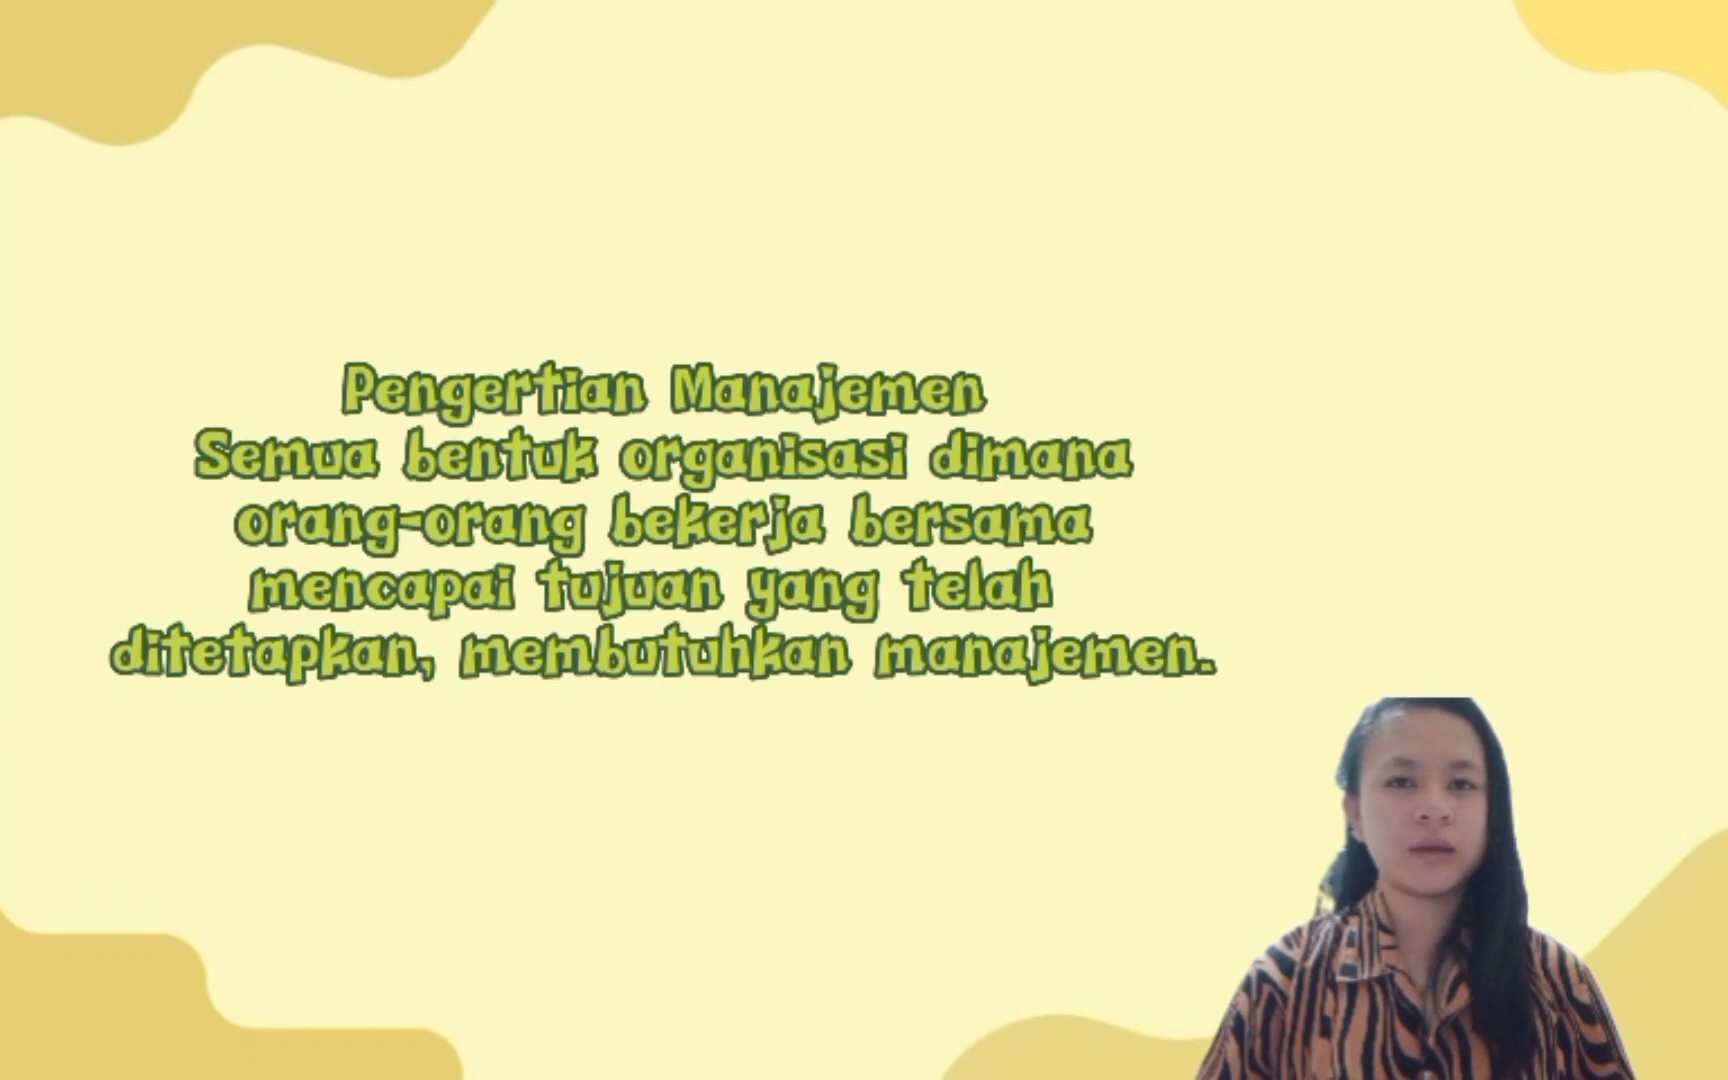 Pengertian Manajemen
Semua bentuk organisasi dimana
orang-orang bekerja bersama
mencapai tujuan yang telah
ditetapkan, membutuhkan manajemen.